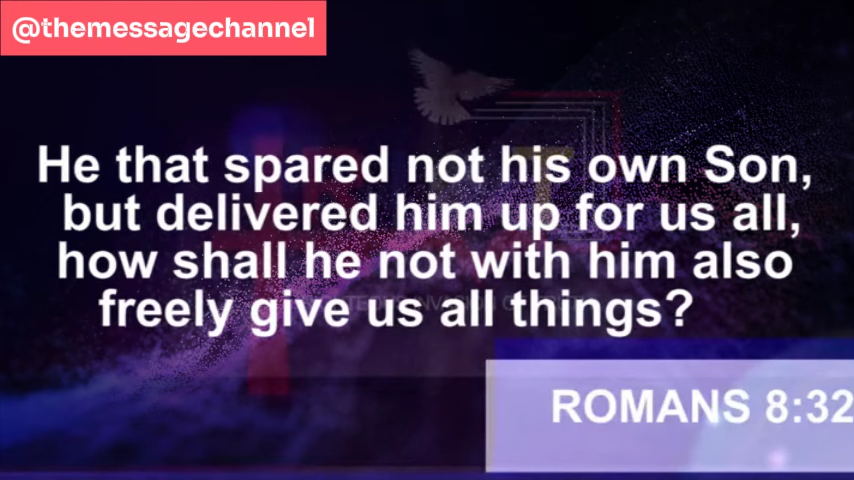 @themessagechannel
He that spared not his own Son,
but delivered him up for us all,
how shall he not with him also
freely give us all things?
ROMANS 8:32